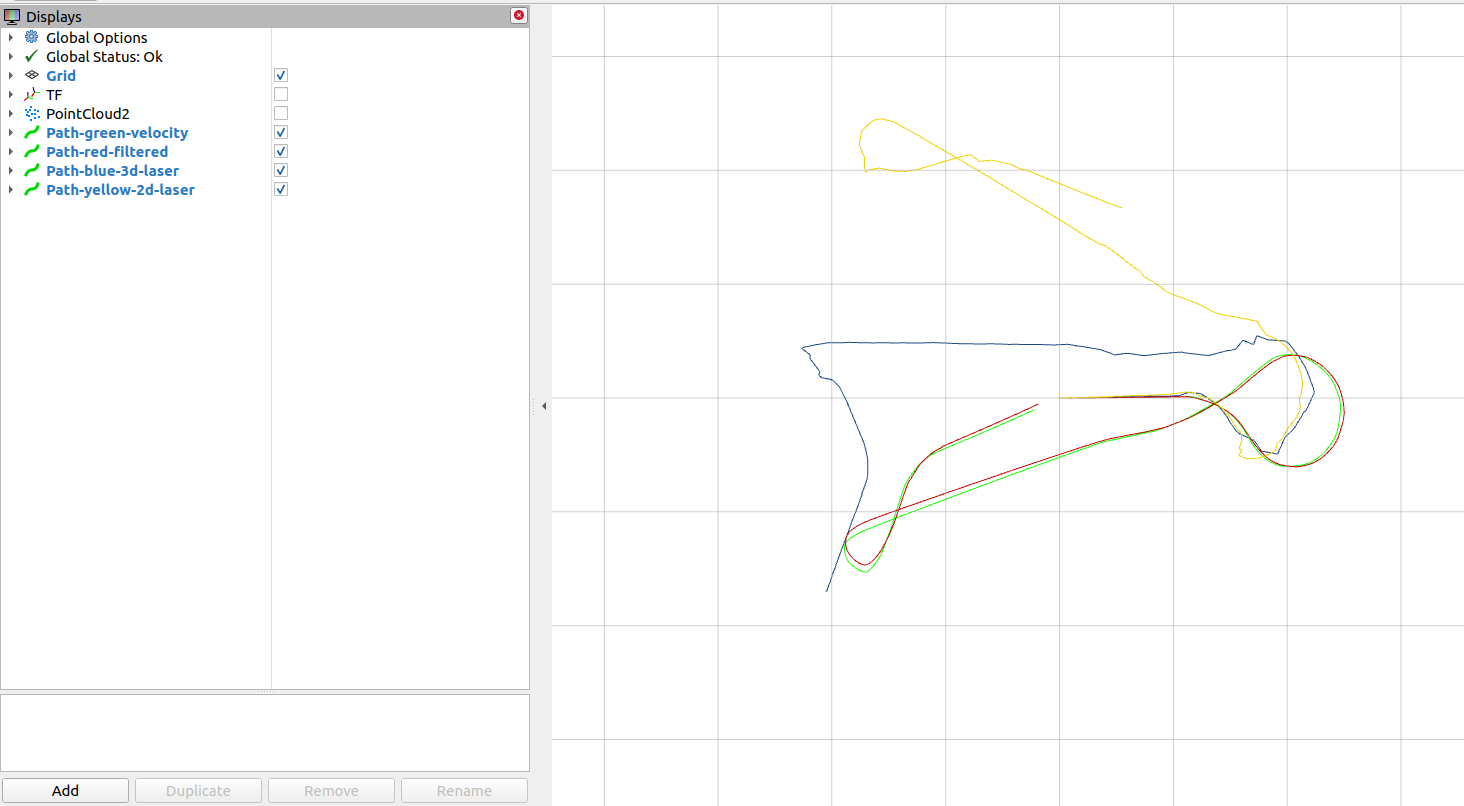 Displays
Global Options
Global Status: Ok
Grid
TF
PointCloud2
Path-green-velocity
Path-red-filtered
Path-blue-3d-laser
Path-yellow-2d-laser
Add
Duplicate
Remove
Rename